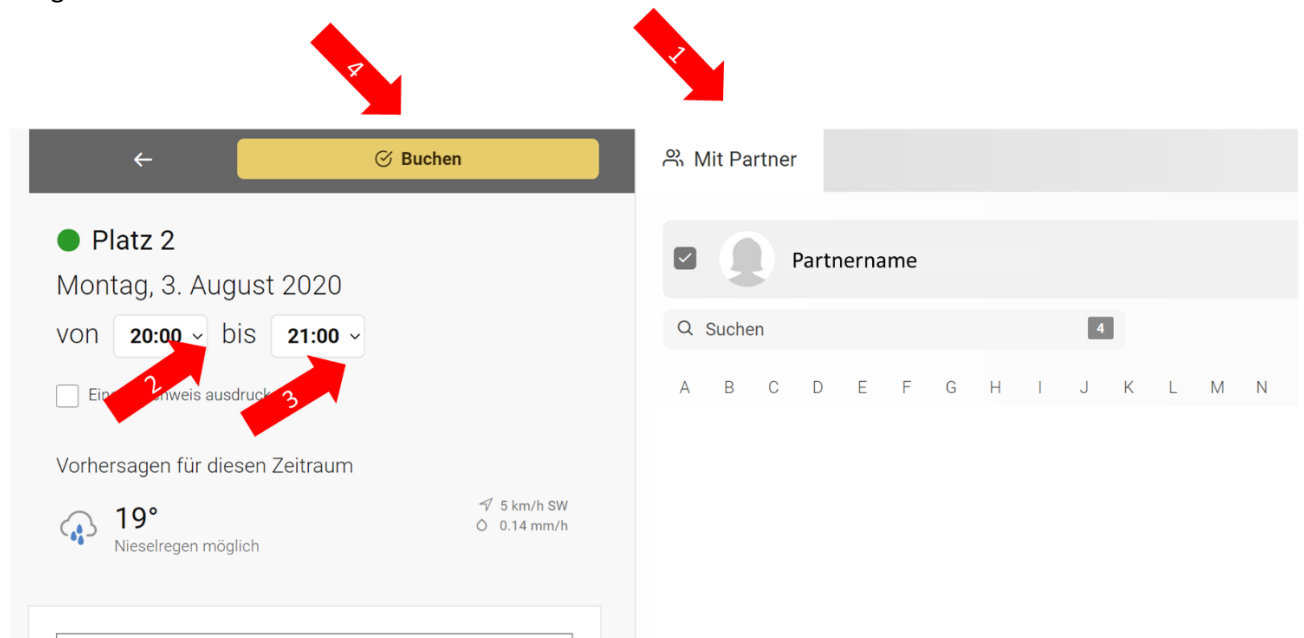 4
1
Buchen
Mit Partner
Platz 2
Montag, 3. August 2020
von 20:00 bis 21:00
2
3
Partnername
Suchen
4
A B C D E F G H I J K L M N
Vorhersagen für diesen Zeitraum
19°
Nieselregen möglich
5 km/h SW
0.14 mm/h